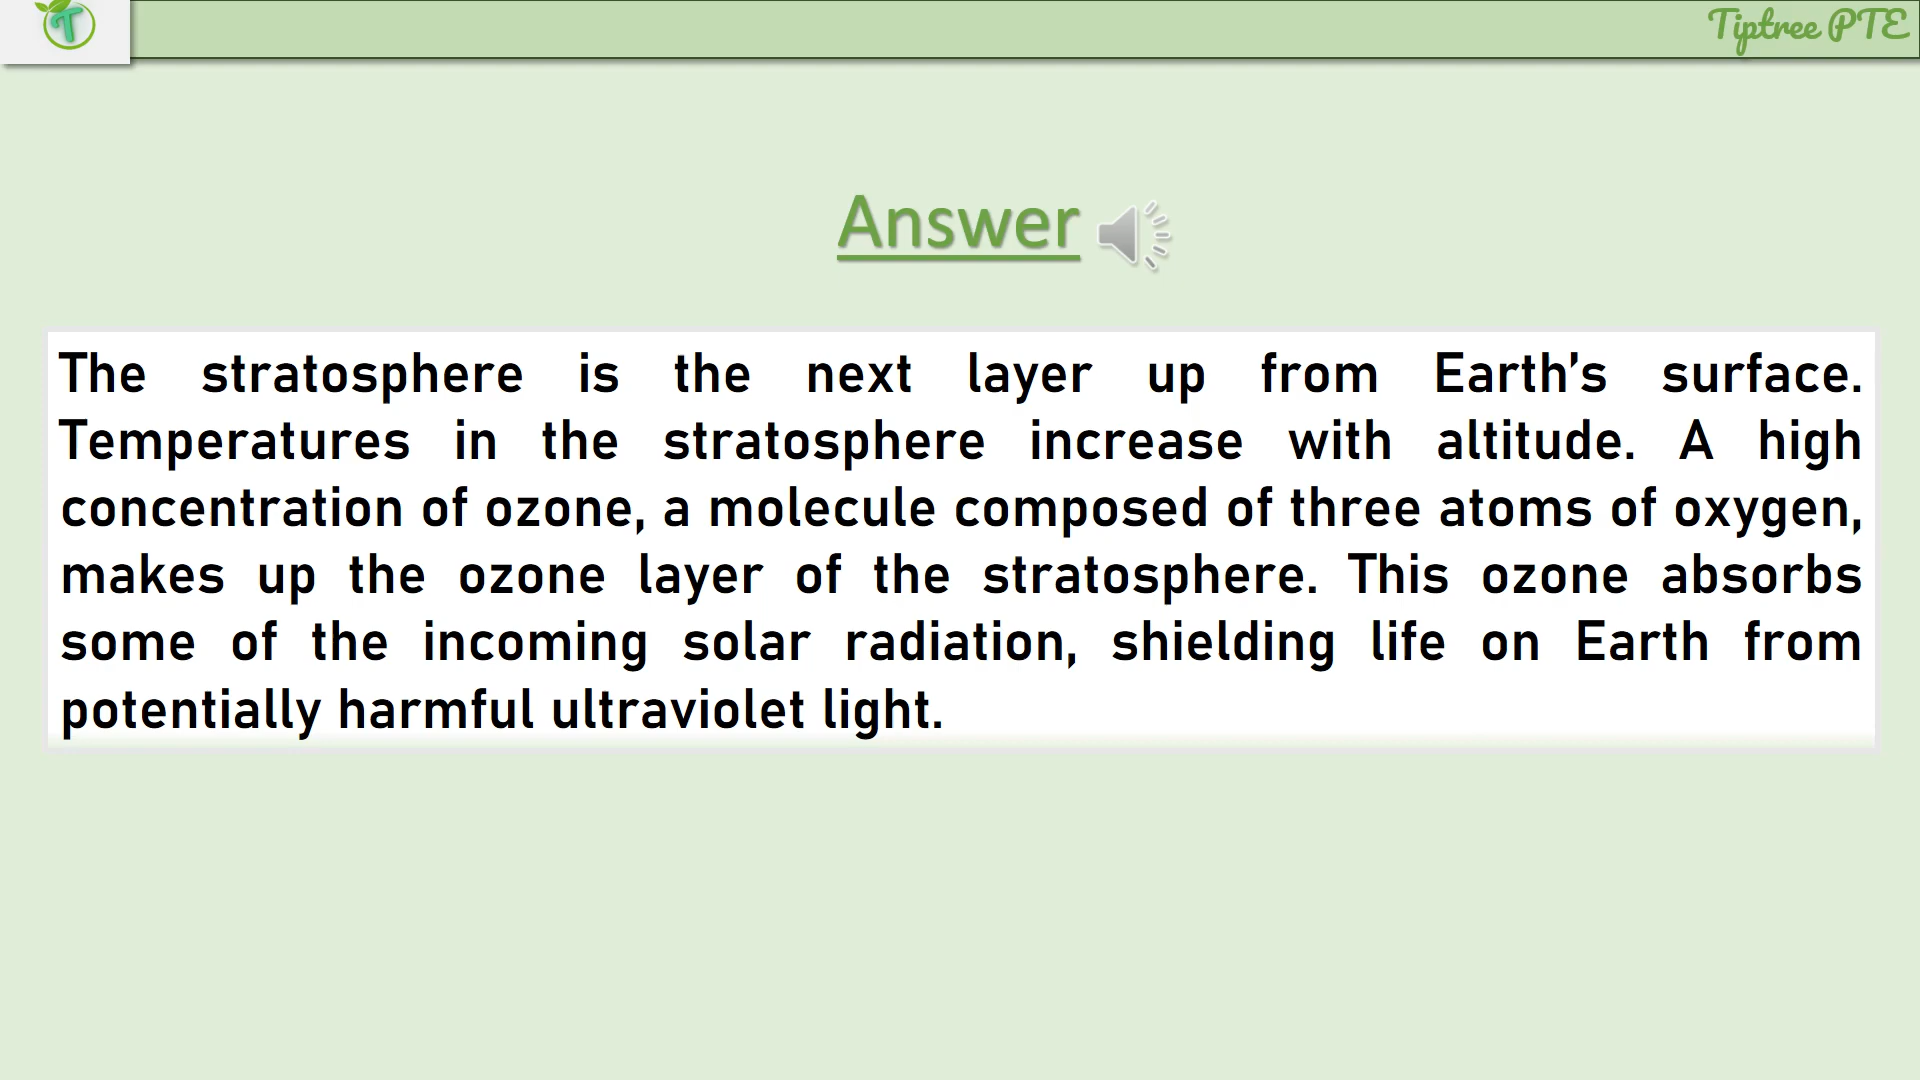 T
Tiptree PTE
Answer
The stratosphere is the next layer up from Earth’s surface.
Temperatures in the stratosphere increase with altitude. A high
concentration of ozone, a molecule composed of three atoms of oxygen,
makes up the ozone layer of the stratosphere. This ozone absorbs
some of the incoming solar radiation, shielding life on Earth from
potentially harmful ultraviolet light.